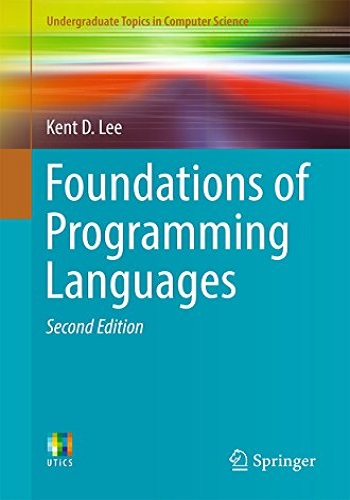 Undergraduate Topics in Computer Science
Kent D. Lee
Foundations of
Programming
Languages
Second Edition
UTiCS
Springer